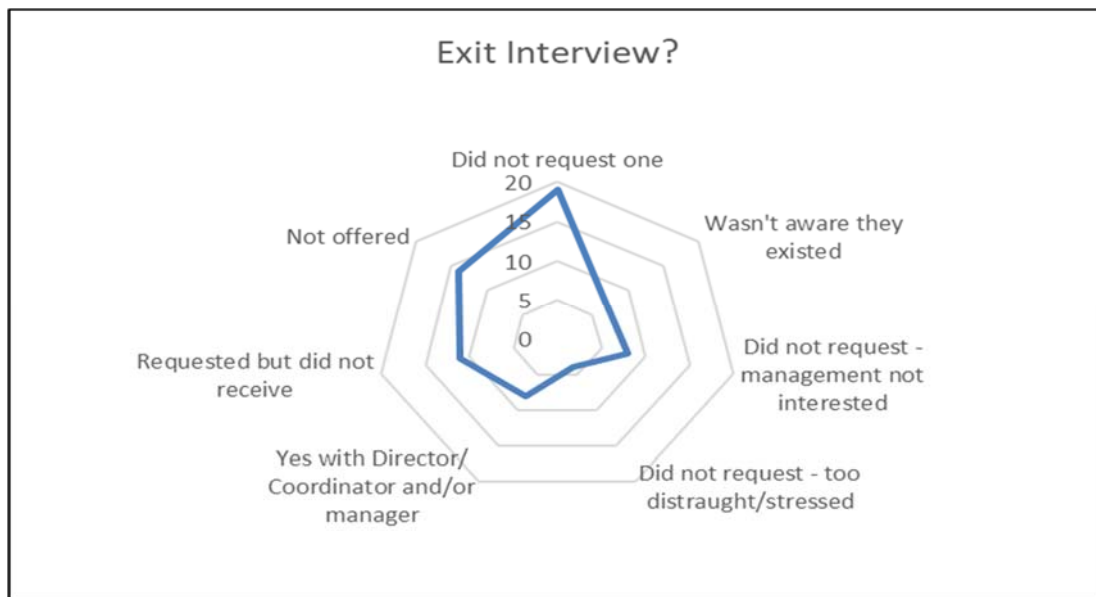 Exit Interview?
Did not request one
20
15
10
5
0
Wasn't aware they
existed
Did not request -
management not
interested
Did not request - too
distraught/stressed
Yes with Director/
Coordinator and/or
manager
Requested but did not
receive
Not offered